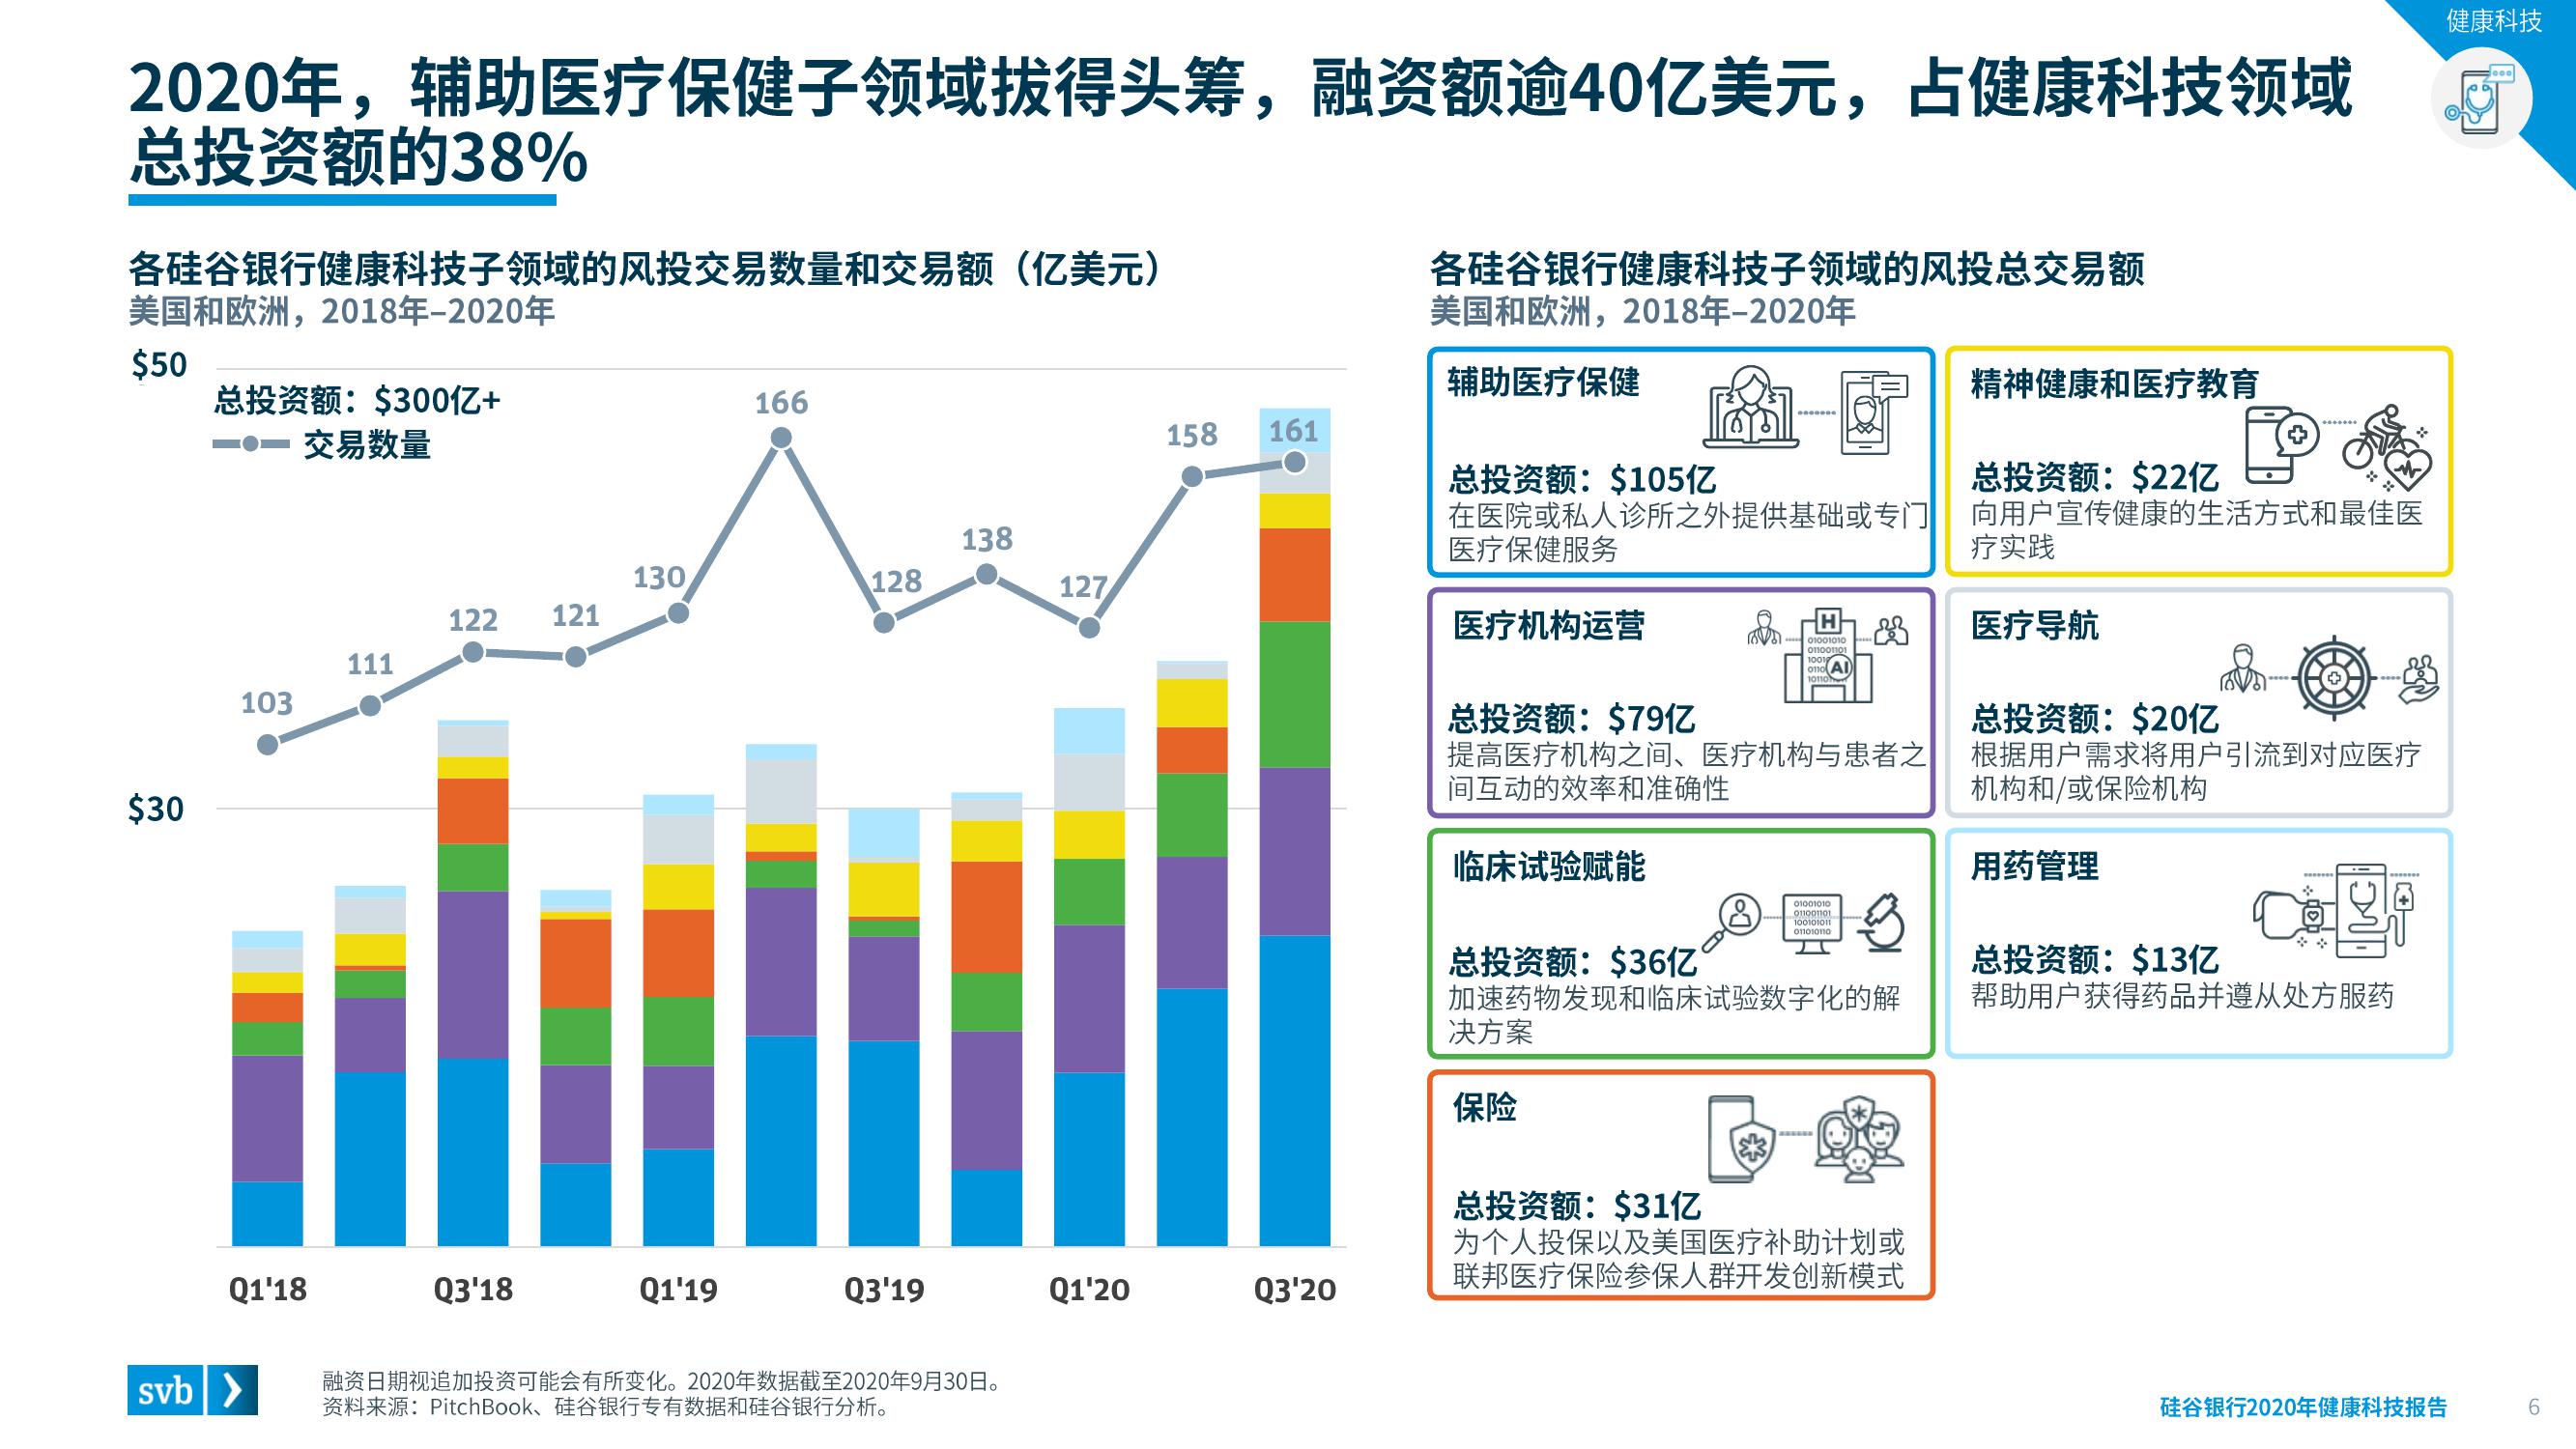 健康科技
2020年，辅助医疗保健子领域拔得头筹，融资额逾40亿美元，占健康科技领域
总投资额的38%
各硅谷银行健康科技子领域的风投交易数量和交易额（亿美元）
美国和欧洲，2018年–2020年
$50
总投资额：$300亿+
交易数量
166
161
158
138
130
128
127
122
121
111
103
$30
Q1'18
Q3'18
Q1'19
Q3'19
Q1'20
Q3'20
各硅谷银行健康科技子领域的风投总交易额
美国和欧洲，2018年–2020年
辅助医疗保健
总投资额：$105亿
在医院或私人诊所之外提供基础或专门
医疗保健服务
精神健康和医疗教育
总投资额：$22亿
向用户宣传健康的生活方式和最佳医
疗实践
医疗机构运营
H
01001010
011001101
AI
总投资额：$79亿
提高医疗机构之间、医疗机构与患者之
间互动的效率和准确性
医疗导航
总投资额：$20亿
根据用户需求将用户引流到对应医疗
机构和/或保险机构
临床试验赋能
01001010
011001101
100101011
011010110
总投资额：$36亿
加速药物发现和临床试验数字化的解
决方案
用药管理
总投资额：$13亿
帮助用户获得药品并遵从处方服药
保险
总投资额：$31亿
为个人投保以及美国医疗补助计划或
联邦医疗保险参保人群开发创新模式
svb
融资日期视追加投资可能会有所变化。2020年数据截至2020年9月30日。
资料来源：PitchBook、硅谷银行专有数据和硅谷银行分析。
硅谷银行2020年健康科技报告
6